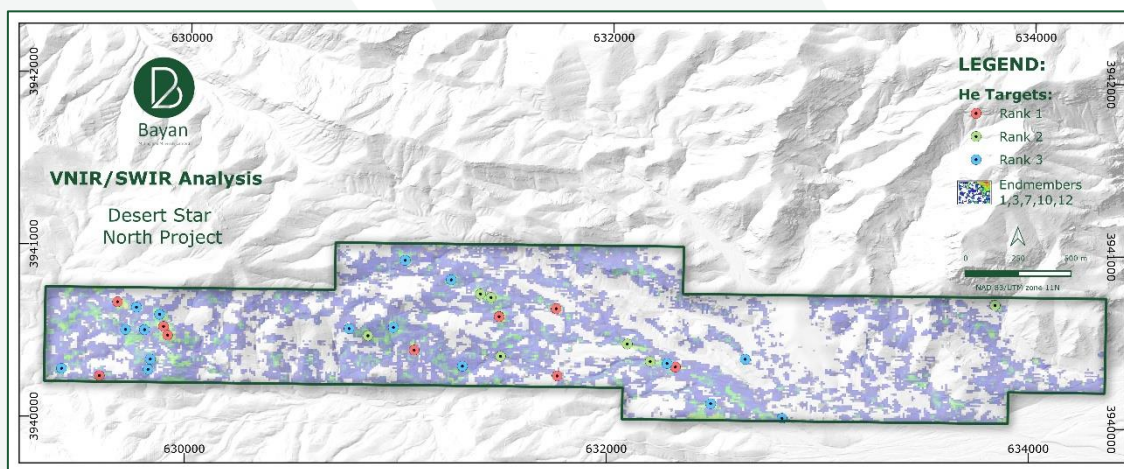 630000
632000
634000
3942000
3942000
Bayan
VNIR/SWIR Analysis
Desert Star
North Project
LEGEND:
He Targets:
Rank 1
Rank 2
Rank 3
Endmembers
1,3,7,10,12
0
250
500 m
NAD 83/UTM zone 11N
3941000
3941000
3940000
3940000
630000
632000
634000